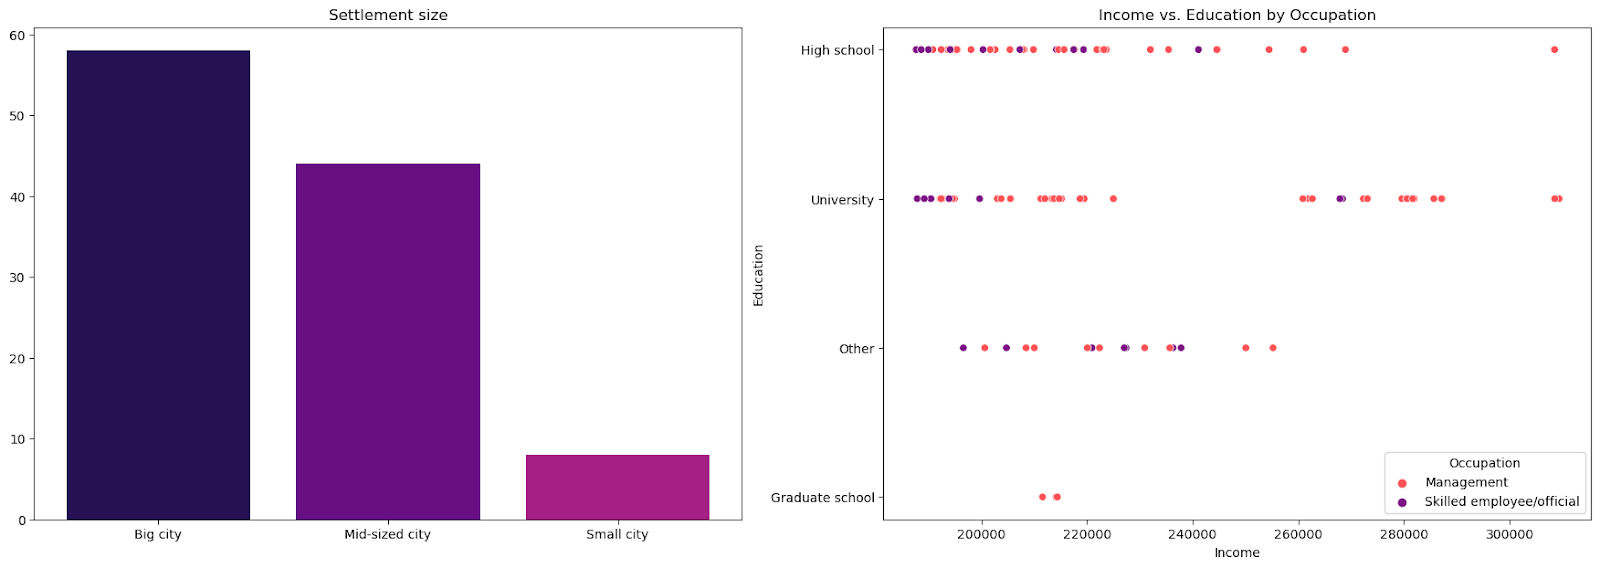 Settlement size
60
50
40
30
20
10
0
Big city
Mid-sized city
Small city
Income vs. Education by Occupation
Education
High school
University
Other
Graduate school
Occupation
Management
Skilled employee/official
200000
220000
240000
260000
280000
300000
Income